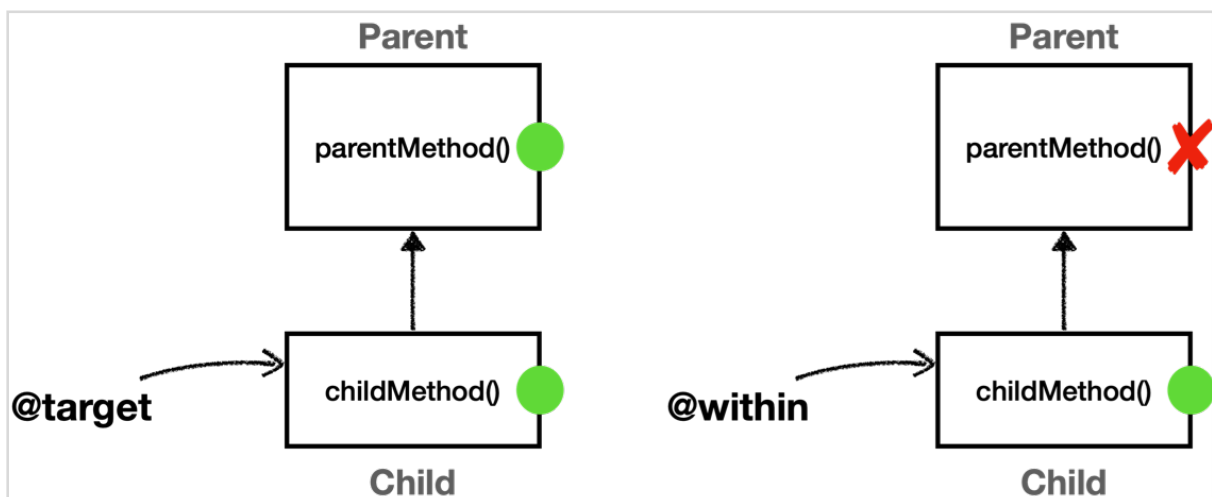 Parent
parentMethod()
childMethod()
@target
Child
Parent
parentMethod()
childMethod()
@within
Child